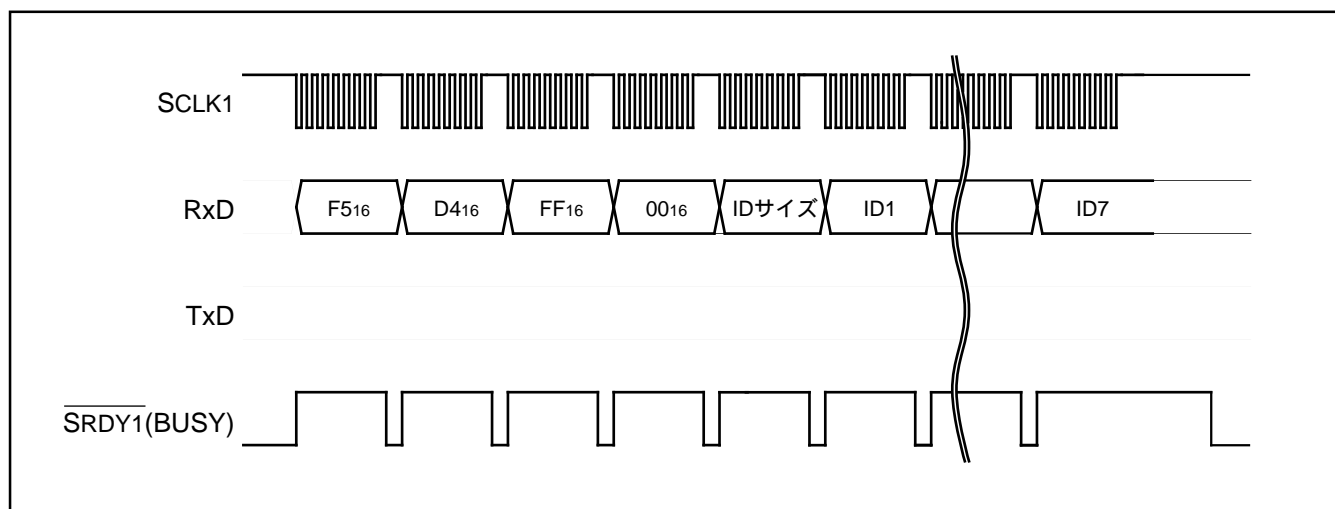 SCLK1
RxD F516 D416 FF16 0016 IDサイズ ID1 ID7
TxD
SRDY1(BUSY)